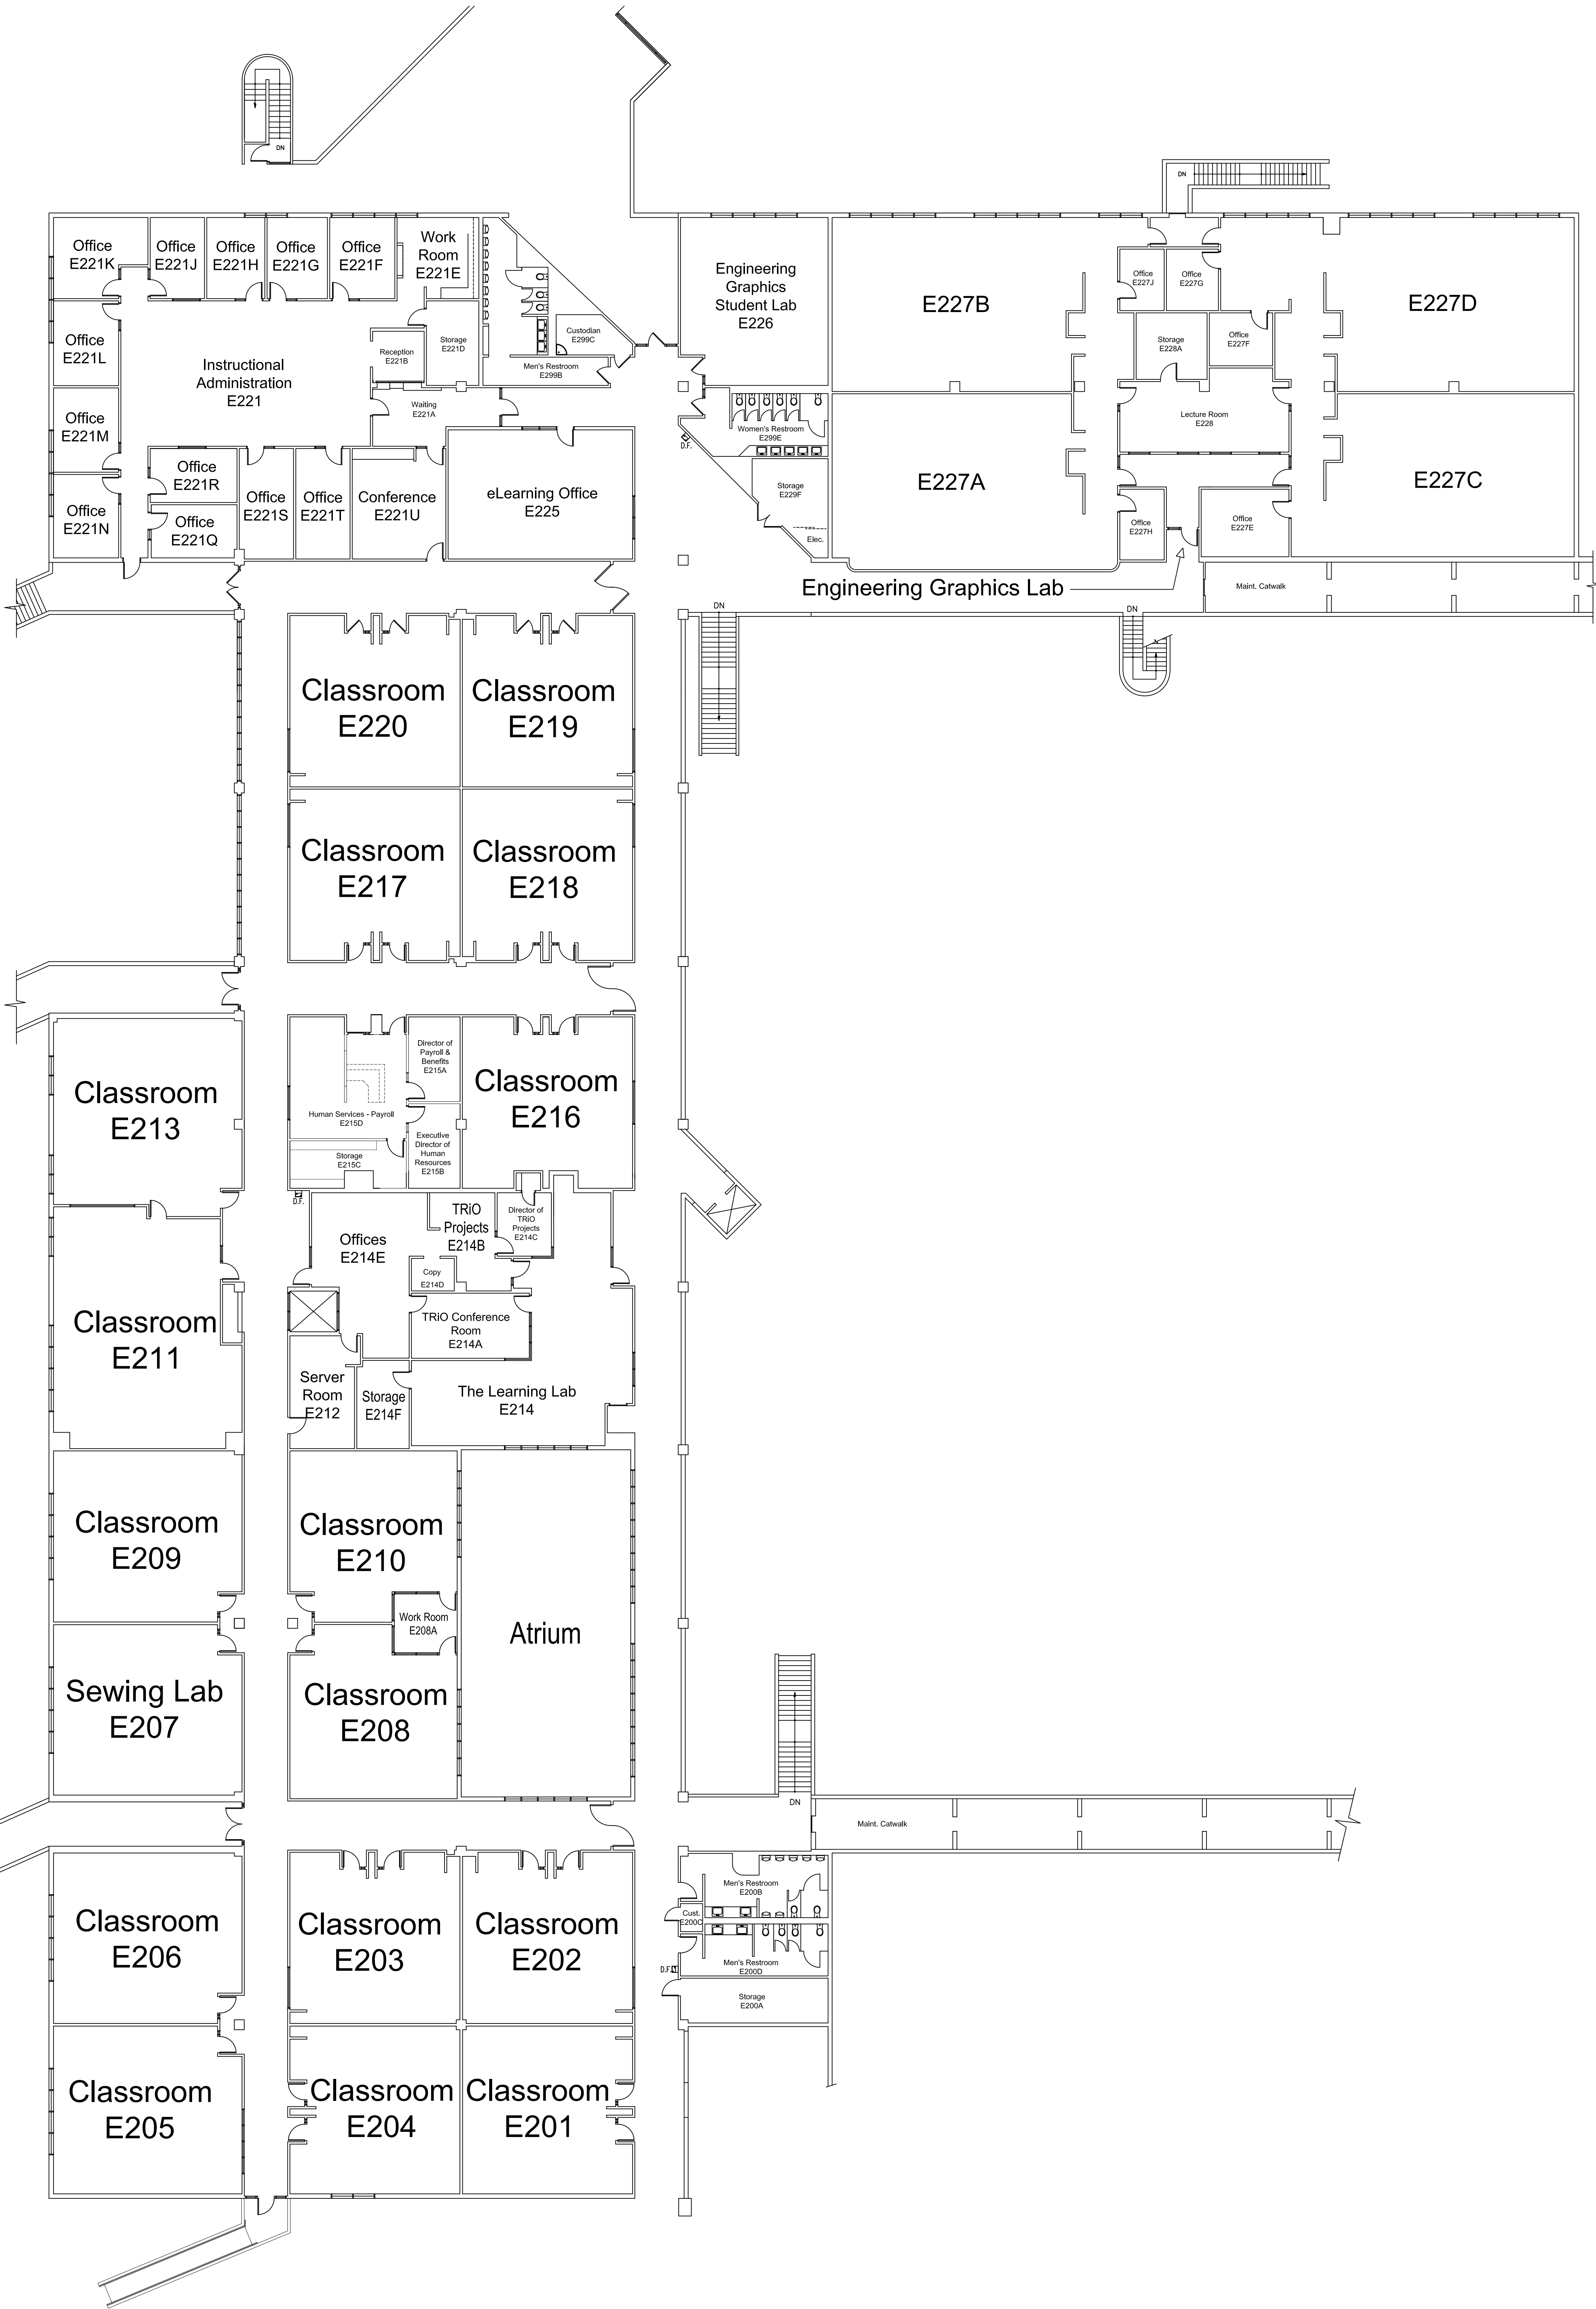 DN
DN
Office
E221K
Office
E221J
Office
E221H
Office
E221G
Office
E221F
Work
Room
E221E
Engineering
Graphics
Student Lab
E226
E227B
Office
E227J
Office
E227G
E227D
Office
E221L
Instructional
Administration
E221
Reception
E221B
Storage
E221D
Custodian
E299C
Men's Restroom
E299B
Storage
E228A
Office
E227F
Office
E221M
Waiting
E221A
Women's Restroom
E299E
D.F.
Lecture Room
E228
Office
E221N
Office
E221R
Office
E221Q
Office
E221S
Office
E221T
Conference
E221U
eLearning Office
E225
Storage
E229F
Elec.
E227A
Office
E227H
Office
E227E
E227C
Engineering Graphics Lab
Maint. Catwalk
DN
DN
Classroom
E220
Classroom
E219
Classroom
E217
Classroom
E218
Classroom
E213
Director of
Payroll &
Benefits
E215A
Human Services - Payroll
E215D
Executive
Director of
Human
Resources
E215B
Storage
E215C
Classroom
E216
D.F.
Offices
E214E
TRiO
Projects
E214B
Director of
TRiO
Projects
E214C
Copy
E214D
Classroom
E211
TRiO Conference
Room
E214A
Server
Room
E212
Storage
E214F
The Learning Lab
E214
Classroom
E209
Classroom
E210
Work Room
E208A
Atrium
Sewing Lab
E207
Classroom
E208
DN
Maint. Catwalk
Classroom
E206
Classroom
E203
Classroom
E202
Men's Restroom
E200B
Cust.
E200C
Men's Restroom
E200D
D.F.
Storage
E200A
Classroom
E205
Classroom
E204
Classroom
E201